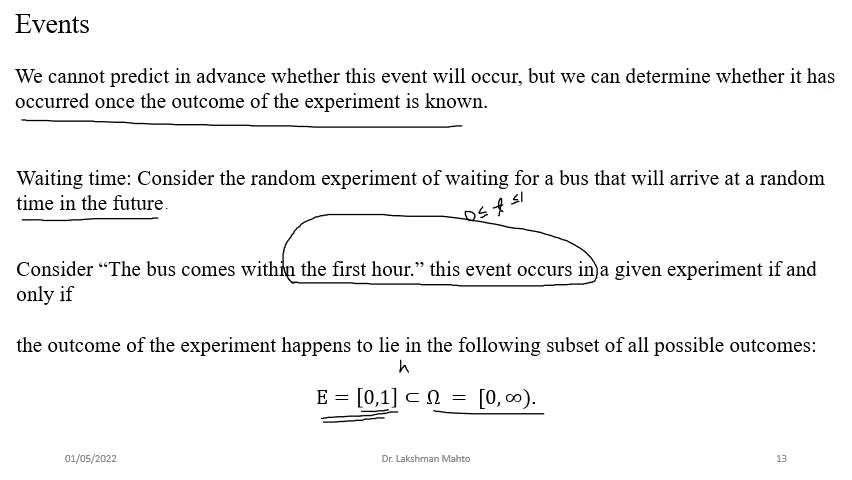 Events
We cannot predict in advance whether this event will occur, but we can determine whether it has
occurred once the outcome of the experiment is known.
Waiting time: Consider the random experiment of waiting for a bus that will arrive at a random
time in the future.
0≤t≤1
Consider “The bus comes within the first hour.” this event occurs in a given experiment if and
only if
the outcome of the experiment happens to lie in the following subset of all possible outcomes:
h
E = [0,1] ⊂ Ω = [0, ∞).
01/05/2022 Dr. Lakshman Mahto 13